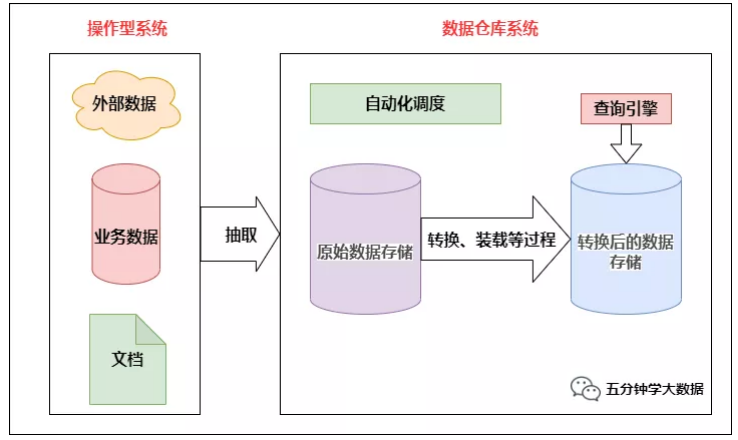 操作型系统
数据仓库系统
外部数据
业务数据
文档
抽取
自动化调度
查询引擎
原始数据存储
转换、装载等过程
转换后的数据
存储
五分钟学大数据